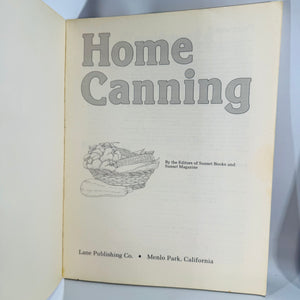 Home
Canning
By the Editors of Sunset Books and
Sunset Magazine
Lane Publishing Co. • Menlo Park, California